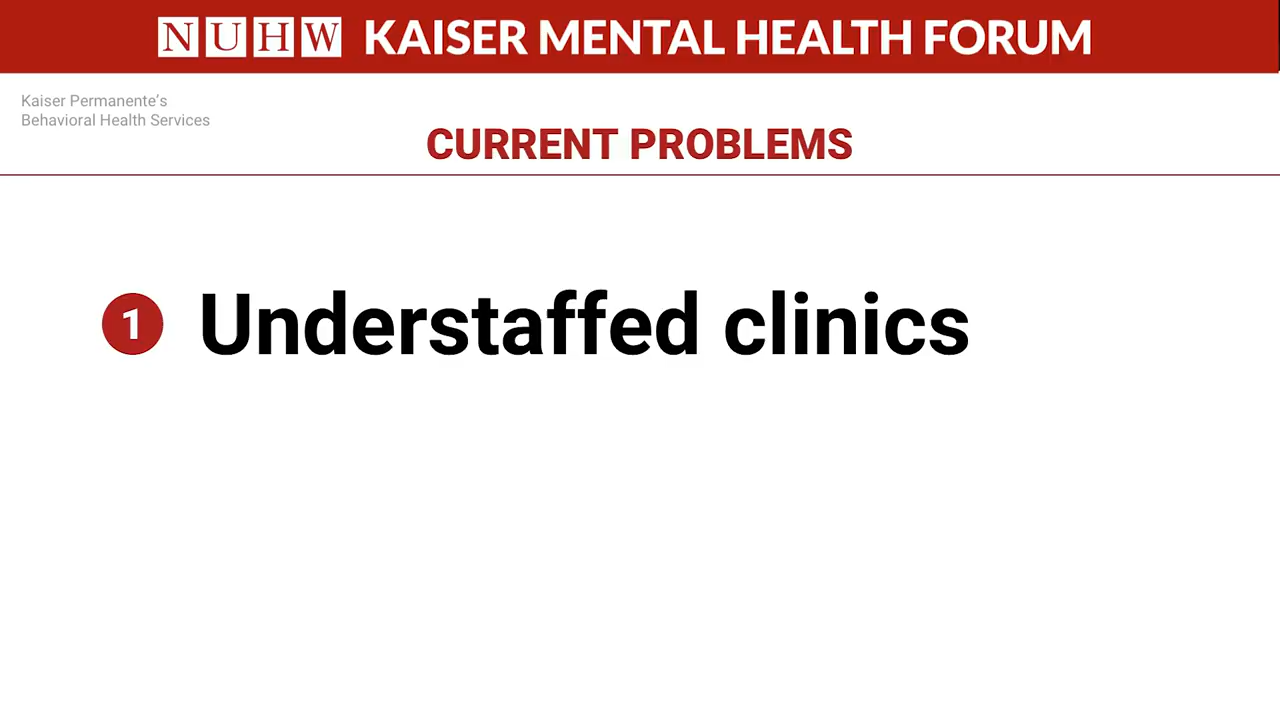 NUHW KAISER MENTAL HEALTH FORUM
Kaiser Permanente’s
Behavioral Health Services
CURRENT PROBLEMS
1 Understaffed clinics